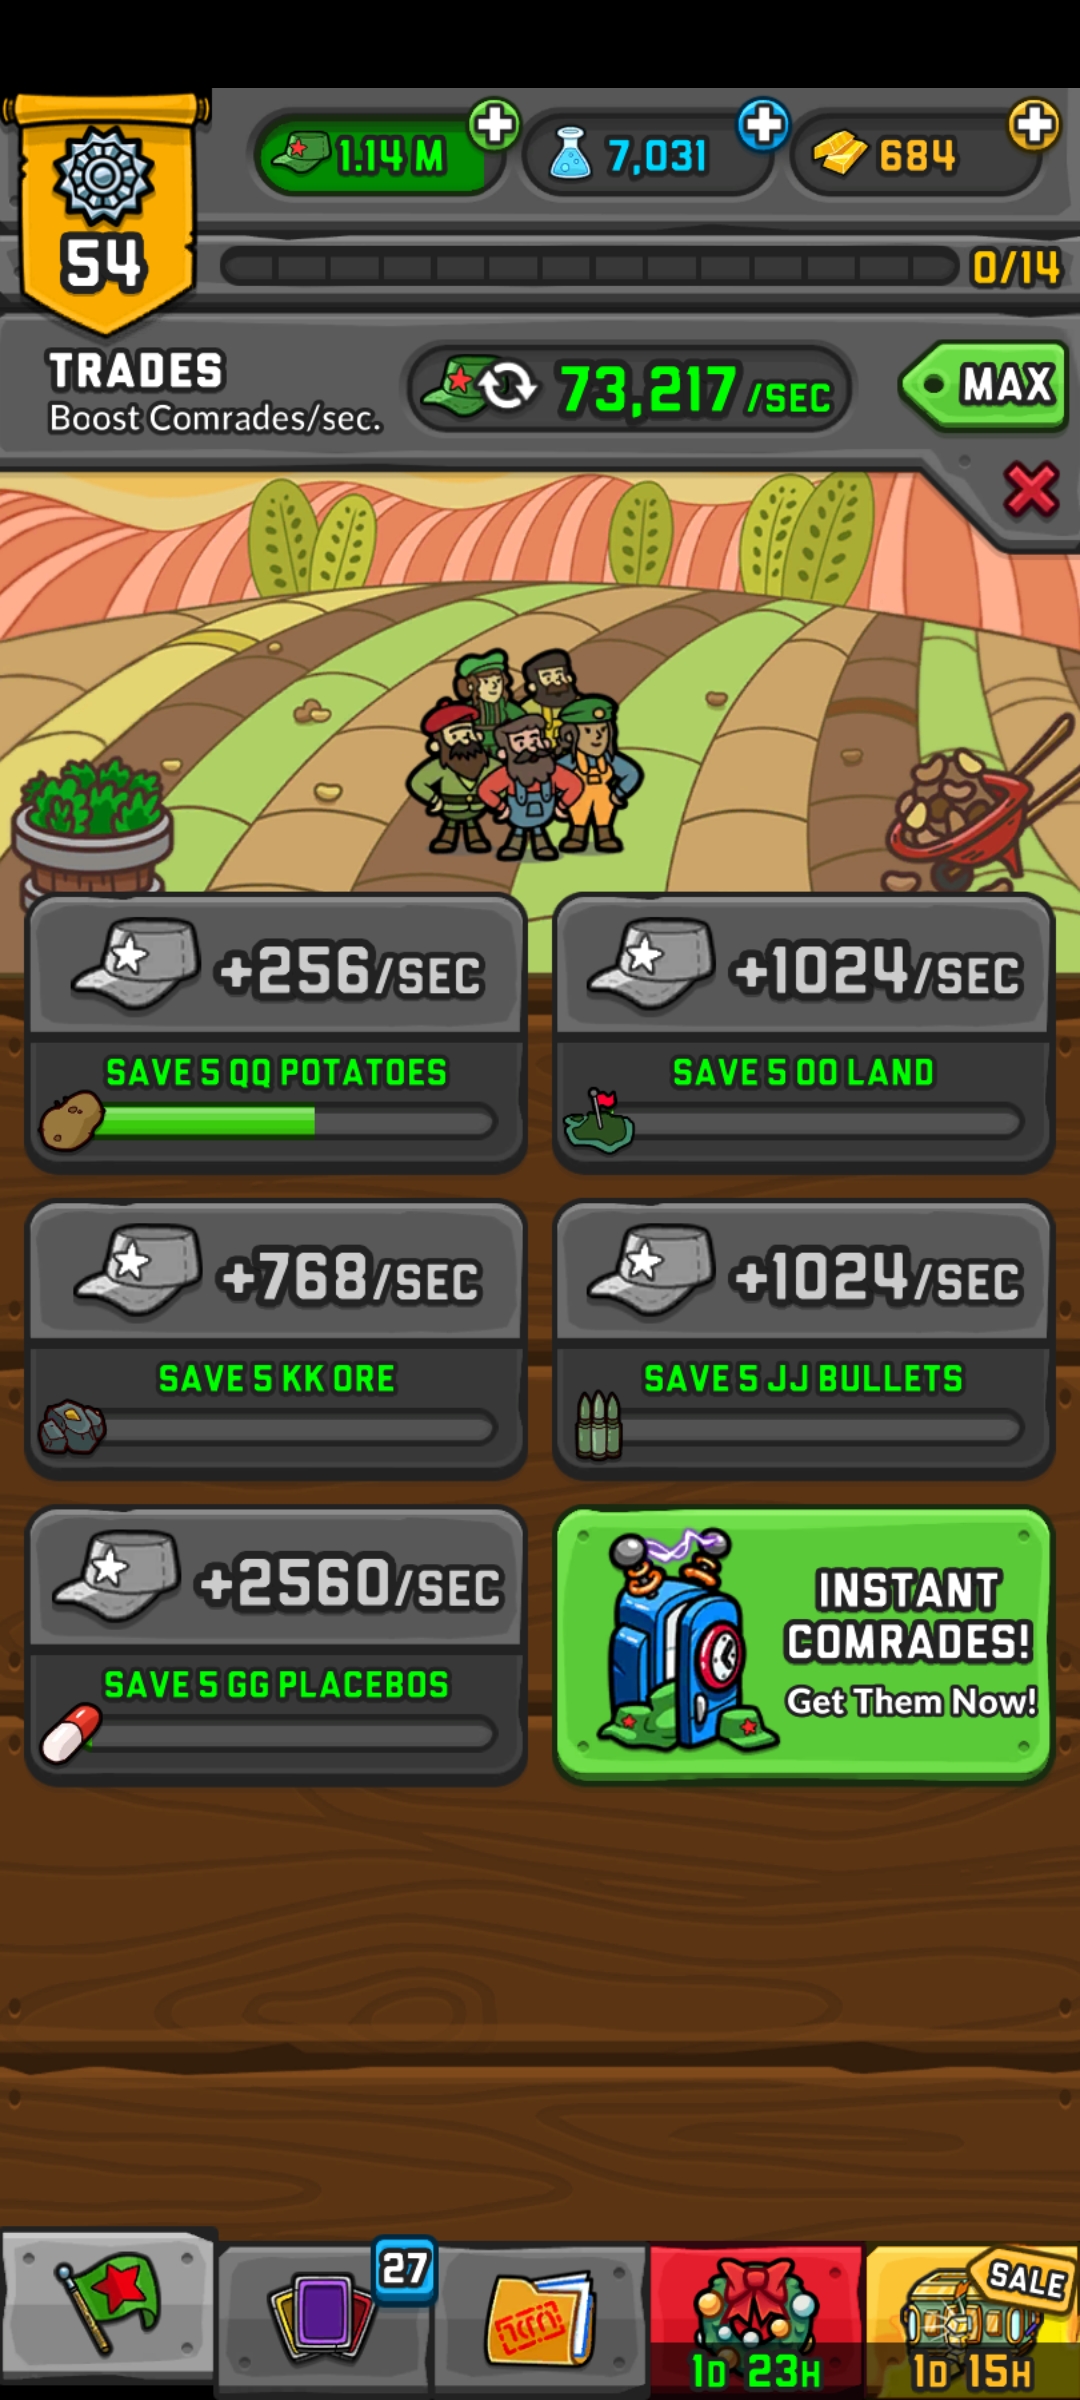 1.14 M
7,031
684
54
0/14
TRADES
Boost Comrades/sec.
73,217/SEC
MAX
+256/SEC
+1024/SEC
SAVE 5 QQ POTATOES
SAVE 5 OO LAND
+768/SEC
+1024/SEC
SAVE 5 KK ORE
SAVE 5 JJ BULLETS
+2560/SEC
SAVE 5 GG PLACEBOS
INSTANT
COMRADES!
Get Them Now!
27
SALE
1D 23H
1D 15H